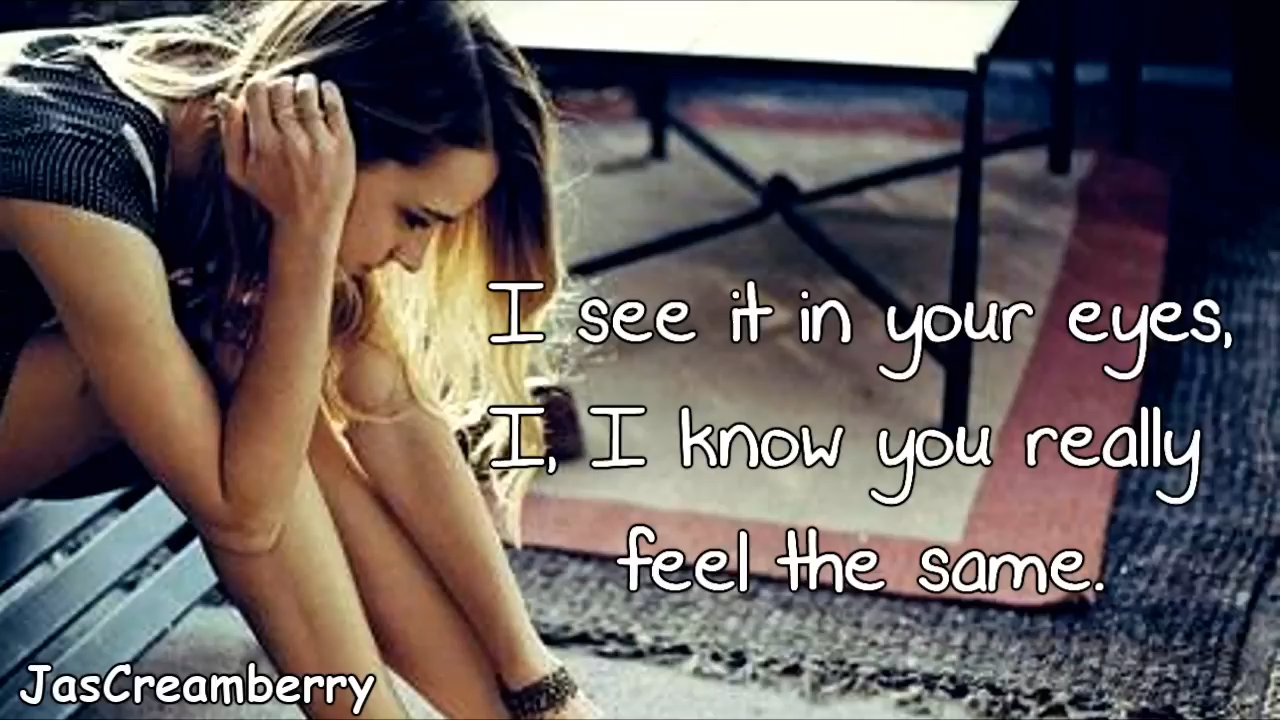 I see it in your eyes,
I, I know you really
feel the same.
JasCreamberry